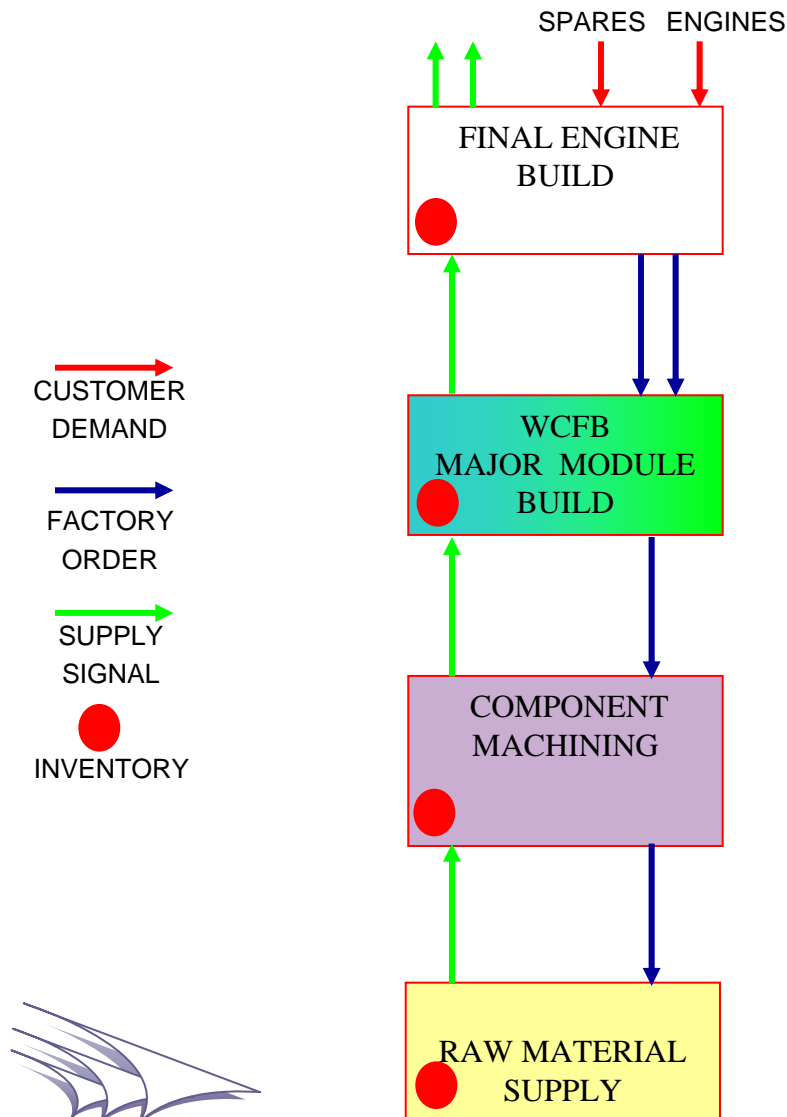 SPARES ENGINES
FINAL ENGINE
BUILD
WCFB
MAJOR MODULE
BUILD
CUSTOMER
DEMAND
FACTORY
ORDER
SUPPLY
SIGNAL
INVENTORY
COMPONENT
MACHINING
RAW MATERIAL
SUPPLY